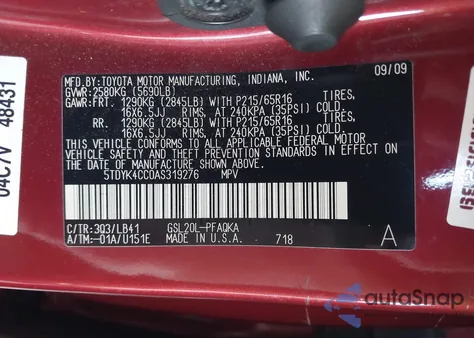 MFD.BY:TOYOTA MOTOR MANUFACTURING, INDIANA, INC.
GVWR:2580KG (5690LB) 09/09
GAWR:FRT. 1290KG (2845LB) WITH P215/65R16 TIRES,
16X6.5JJ RIMS, AT 240KPA (35PSI) COLD.
RR. 1290KG (2845LB) WITH P215/65R16 TIRES,
16X6.5JJ RIMS, AT 240KPA (35PSI) COLD.
THIS VEHICLE CONFORMS TO ALL APPLICABLE FEDERAL MOTOR
VEHICLE SAFETY AND THEFT PREVENTION STANDARDS IN EFFECT ON
THE DATE OF MANUFACTURE SHOWN ABOVE.
5TDYK4CC0AS319276 MPV
C/TR:3Q3/LB41 GSL20L-PFAQKA
A/TM:-01A/U151E MADE IN U.S.A. 718 A
04C7V 48431
autoSnap